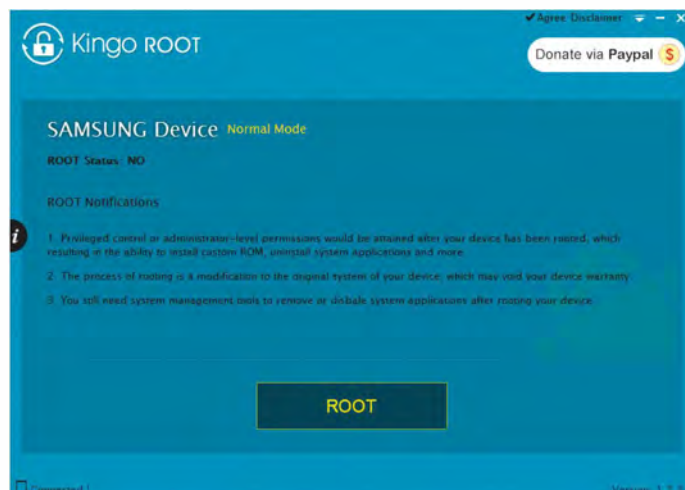 ✔Agree Disclaimer
Kingo ROOT
Donate via Paypal $
SAMSUNG Device Normal Mode
ROOT Status: NO
ROOT Notifications
i
1. Privileged control or administrator-level permissions would be attained after your device has been rooted, which
resulting in the ability to install custom ROM, uninstall system applications and more.
2. The process of rooting is a modification to the original system of your device, which may void your device warranty.
3. You still need system management tools to remove or disbale system applications after rooting your device.
ROOT
Connected !
Version